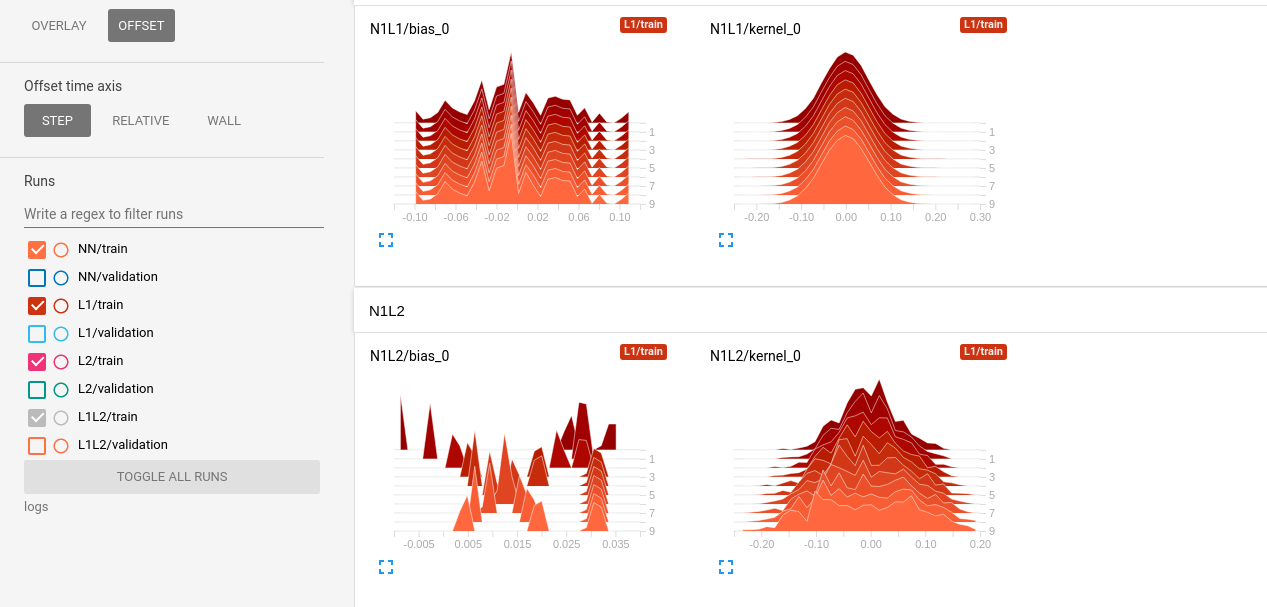 OVERLAY OFFSET
Offset time axis
STEP RELATIVE WALL
Runs
Write a regex to filter runs
NN/train
NN/validation
L1/train
L1/validation
L2/train
L2/validation
L1L2/train
L1L2/validation
TOGGLE ALL RUNS
logs
N1L1/bias_0 L1/train
1
3
5
7
9
-0.10 -0.06 -0.02 0.02 0.06 0.10
N1L1/kernel_0 L1/train
1
3
5
7
9
-0.20 -0.10 0.00 0.10 0.20 0.30
N1L2
N1L2/bias_0 L1/train
1
3
5
7
9
-0.005 0.005 0.015 0.025 0.035
N1L2/kernel_0 L1/train
1
3
5
7
9
-0.20 -0.10 0.00 0.10 0.20